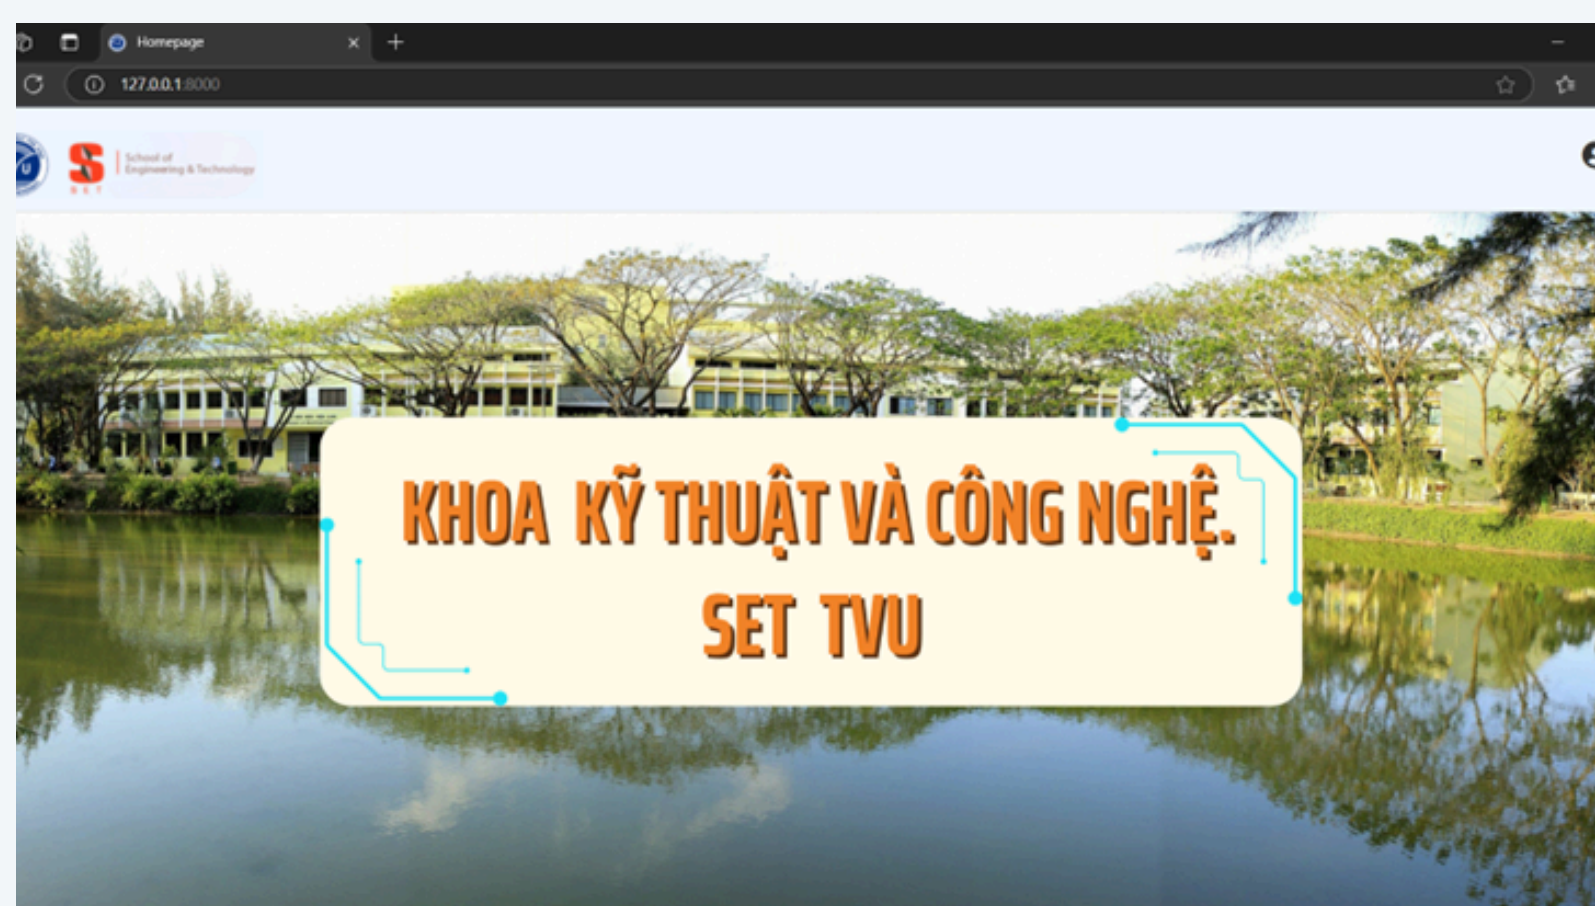 Homepage
127.0.0.1:8000
U
S
School of
Engineering & Technology
N E T
KHOA KỸ THUẬT VÀ CÔNG NGHỆ.
SET TVU